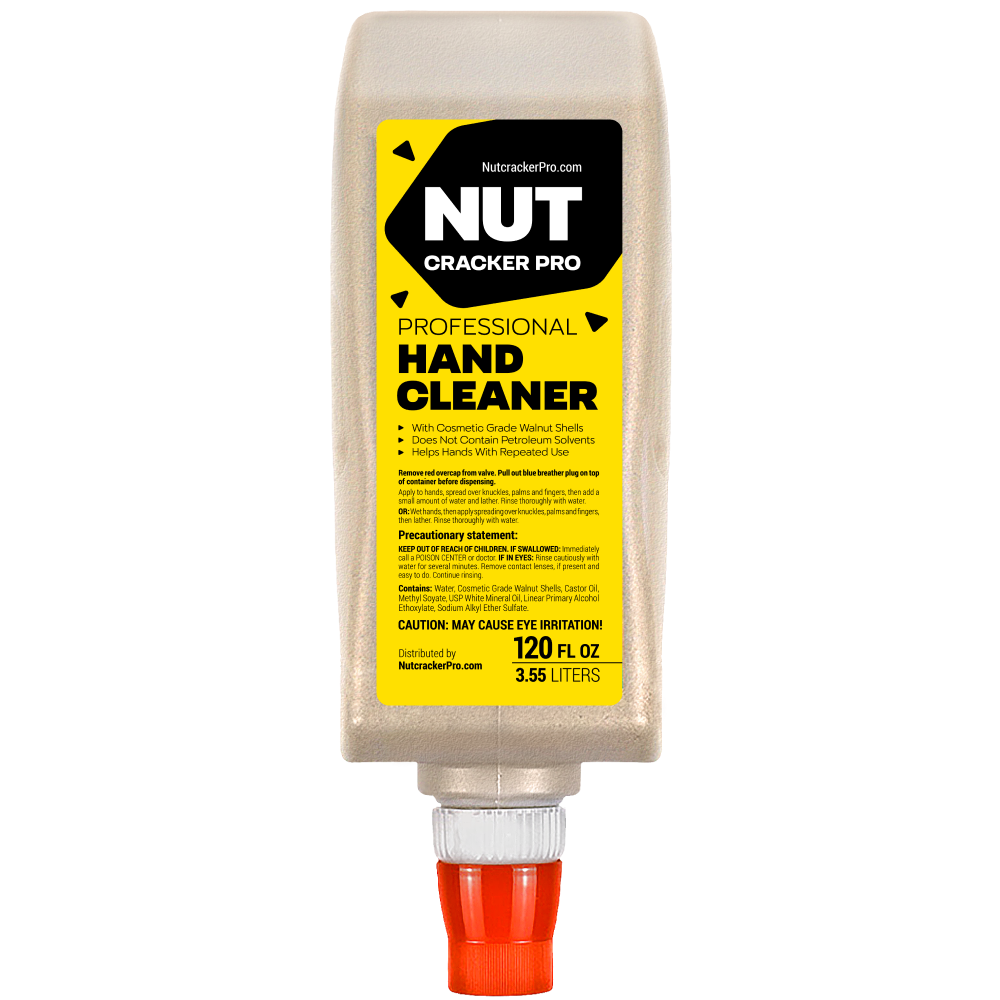 NutcrackerPro.com
NUT
CRACKER PRO
PROFESSIONAL
HAND
CLEANER
With Cosmetic Grade Walnut Shells
Does Not Contain Petroleum Solvents
Helps Hands With Repeated Use
Remove red overcap from valve. Pull out blue breather plug on top
of container before dispensing.
Apply to hands, spread over knuckles, palms and fingers, then add a
small amount of water and lather. Rinse thoroughly with water.
OR: Wet hands, then apply spreading over knuckles, palms and fingers,
then lather. Rinse thoroughly with water.
Precautionary statement:
KEEP OUT OF REACH OF CHILDREN. IF SWALLOWED: Immediately
call a POISON CENTER or doctor. IF IN EYES: Rinse cautiously with
water for several minutes. Remove contact lenses, if present and
easy to do. Continue rinsing.
Contains: Water, Cosmetic Grade Walnut Shells, Castor Oil,
Methyl Soyate, USP White Mineral Oil, Linear Primary Alcohol
Ethoxylate, Sodium Alkyl Ether Sulfate.
CAUTION: MAY CAUSE EYE IRRITATION!
Distributed by
NutcrackerPro.com
120 FL OZ
3.55 LITERS